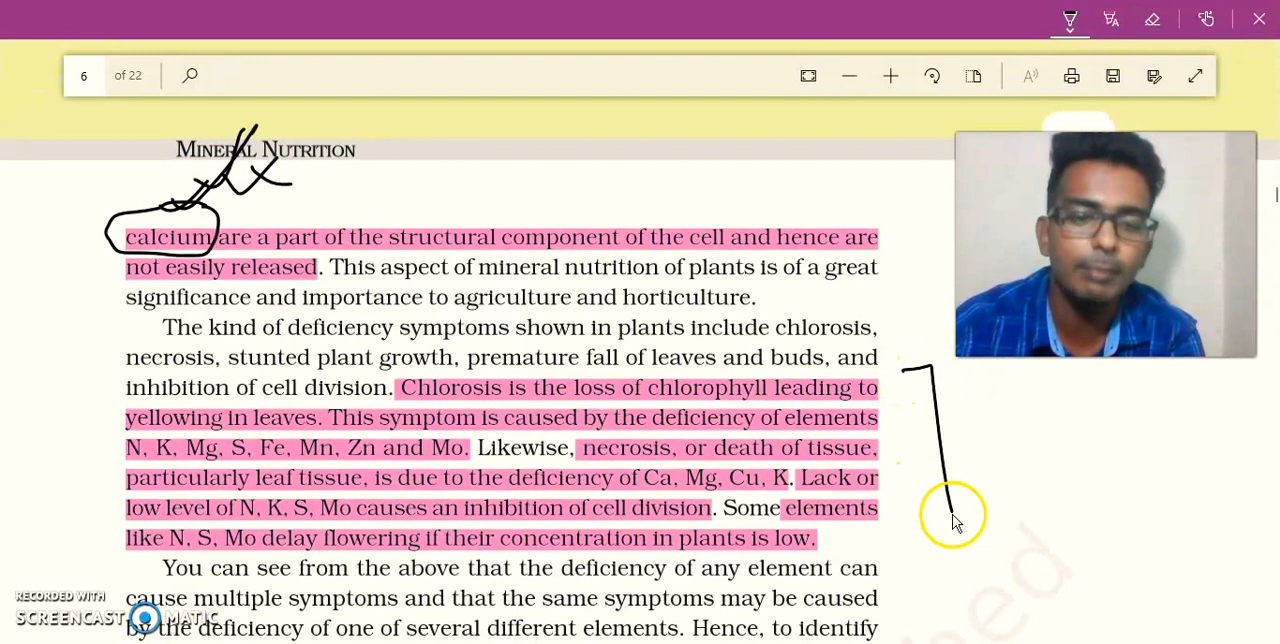 6 of 22
MINERAL NUTRITION
calcium are a part of the structural component of the cell and hence are
not easily released. This aspect of mineral nutrition of plants is of a great
significance and importance to agriculture and horticulture.
The kind of deficiency symptoms shown in plants include chlorosis,
necrosis, stunted plant growth, premature fall of leaves and buds, and
inhibition of cell division. Chlorosis is the loss of chlorophyll leading to
yellowing in leaves. This symptom is caused by the deficiency of elements
N, K, Mg, S, Fe, Mn, Zn and Mo. Likewise, necrosis, or death of tissue,
particularly leaf tissue, is due to the deficiency of Ca, Mg, Cu, K. Lack or
low level of N, K, S, Mo causes an inhibition of cell division. Some elements
like N, S, Mo delay flowering if their concentration in plants is low.
You can see from the above that the deficiency of any element can
cause multiple symptoms and that the same symptoms may be caused
by the deficiency of one of several different elements. Hence, to identify
RECORDED WITH
SCREENCAST MATIC